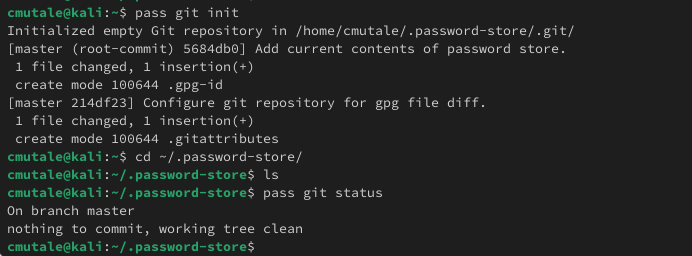 cmutale@kali:~$ pass git init
Initialized empty Git repository in /home/cmutale/.password-store/.git/
[master (root-commit) 5684db0] Add current contents of password store.
 1 file changed, 1 insertion(+)
 create mode 100644 .gpg-id
[master 214df23] Configure git repository for gpg file diff.
 1 file changed, 1 insertion(+)
 create mode 100644 .gitattributes
cmutale@kali:~$ cd ~/.password-store/
cmutale@kali:~/.password-store$ ls
cmutale@kali:~/.password-store$ pass git status
On branch master
nothing to commit, working tree clean
cmutale@kali:~/.password-store$